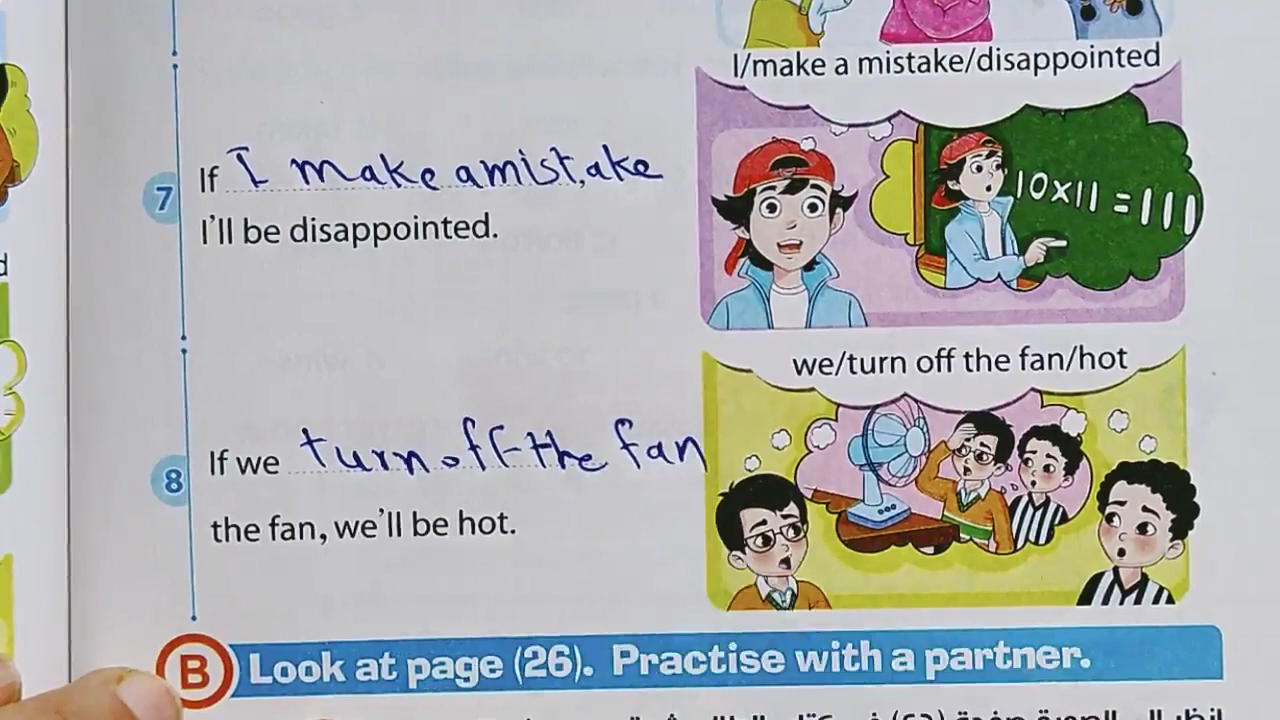 I/make a mistake/disappointed
7
If I make a mistake
I'll be disappointed.
10x11 = 111
we/turn off the fan/hot
8
If we turn off the fan
the fan, we'll be hot.
B Look at page (26). Practise with a partner.